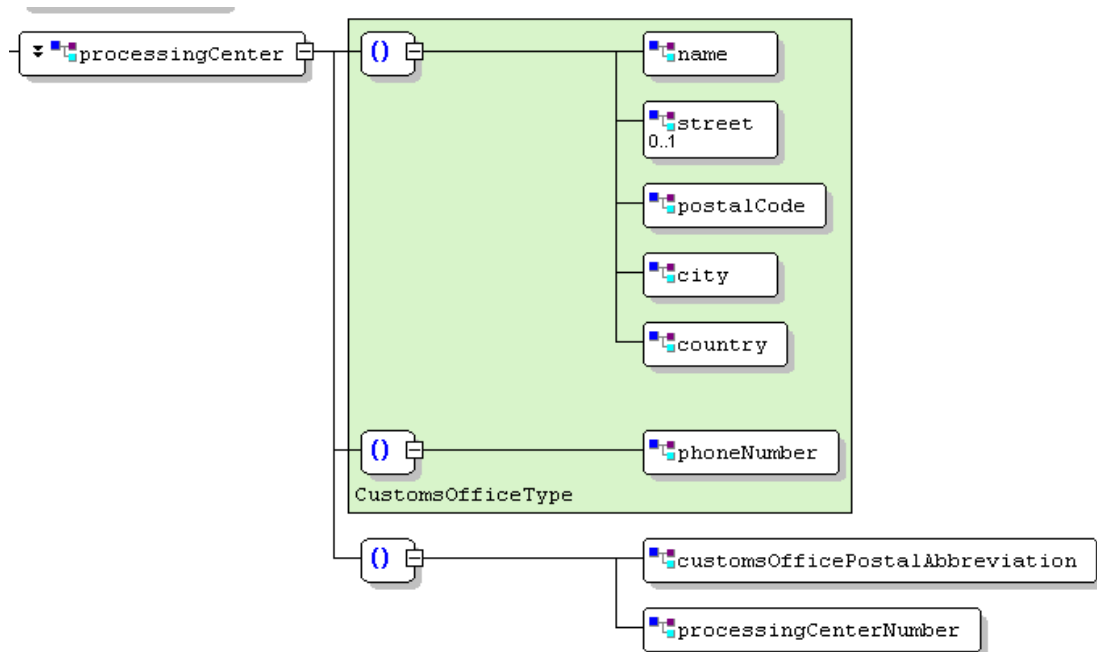 processingCenter
()
name
street
0..1
postalCode
city
country
()
phoneNumber
CustomsOfficeType
()
customsOfficePostalAbbreviation
processingCenterNumber